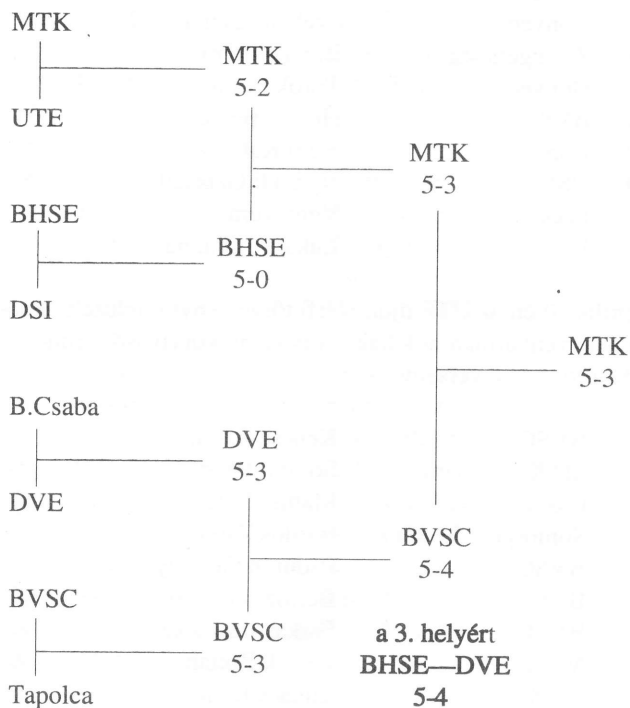 MTK
MTK
5-2
UTE
MTK
5-3
BHSE
BHSE
5-0
DSI
MTK
5-3
B.Csaba
DVE
5-3
DVE
BVSC
5-4
BVSC
BVSC
5-3
Tapolca
a 3. helyért
BHSE—DVE
5-4